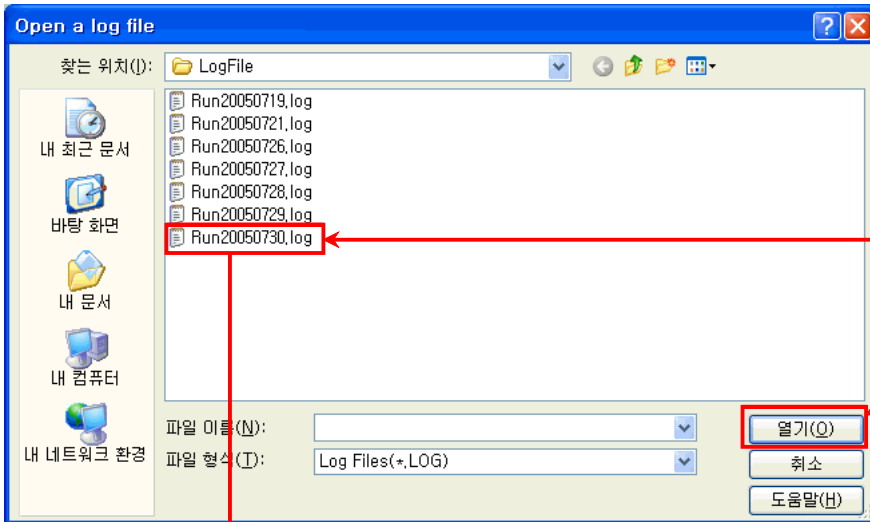 Open a log file
찾는 위치(I):
LogFile
Run20050719.log
Run20050721.log
Run20050726.log
Run20050727.log
Run20050728.log
Run20050729.log
Run20050730.log
내 최근 문서
바탕 화면
내 문서
내 컴퓨터
내 네트워크 환경
파일 이름(N):
열기(O)
파일 형식(T):
Log Files(*.LOG)
취소
도움말(H)